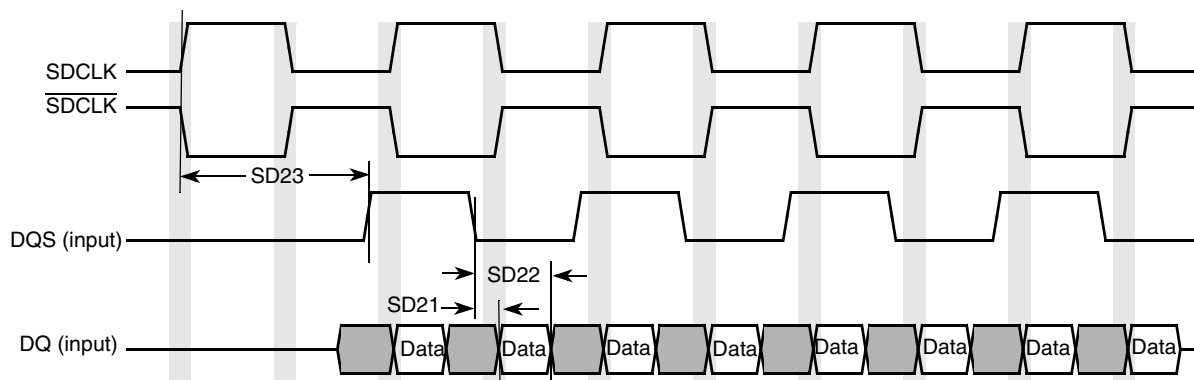 SDCLK
SDCLK
SD23
DQS (input)
SD22
SD21
DQ (input)
Data Data Data Data Data Data Data Data